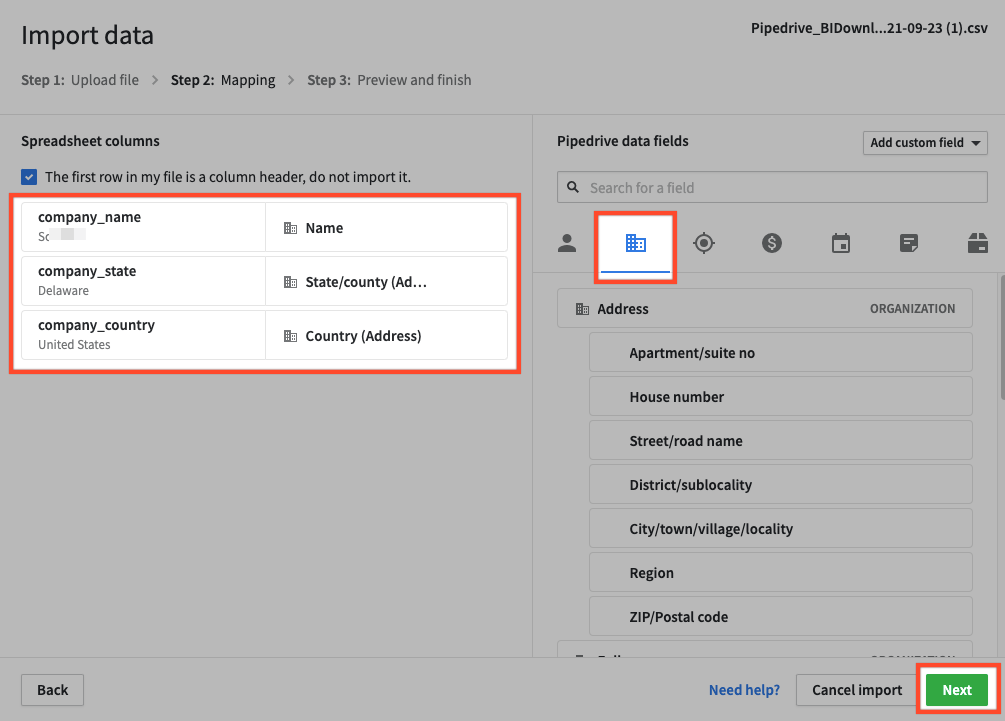 Import data
Pipedrive_BIDownl...21-09-23 (1).csv
Step 1: Upload file > Step 2: Mapping > Step 3: Preview and finish
Spreadsheet columns
The first row in my file is a column header, do not import it.
company_name
Name
company_state
Delaware
State/county (Ad...
company_country
United States
Country (Address)
Pipedrive data fields
Add custom field
Search for a field
Address
ORGANIZATION
Apartment/suite no
House number
Street/road name
District/sublocality
City/town/village/locality
Region
ZIP/Postal code
Back
Need help?
Cancel import
Next